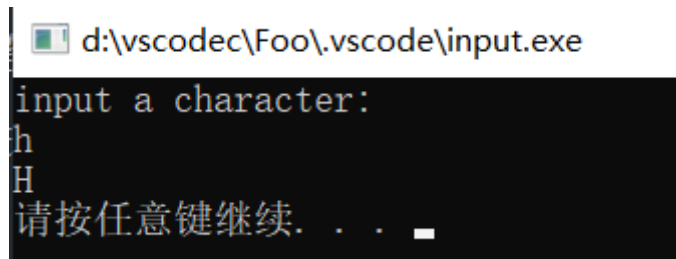 d:\vscodec\Foo\.vscode\input.exe
input a character:
h
H
请按任意键继续. . .